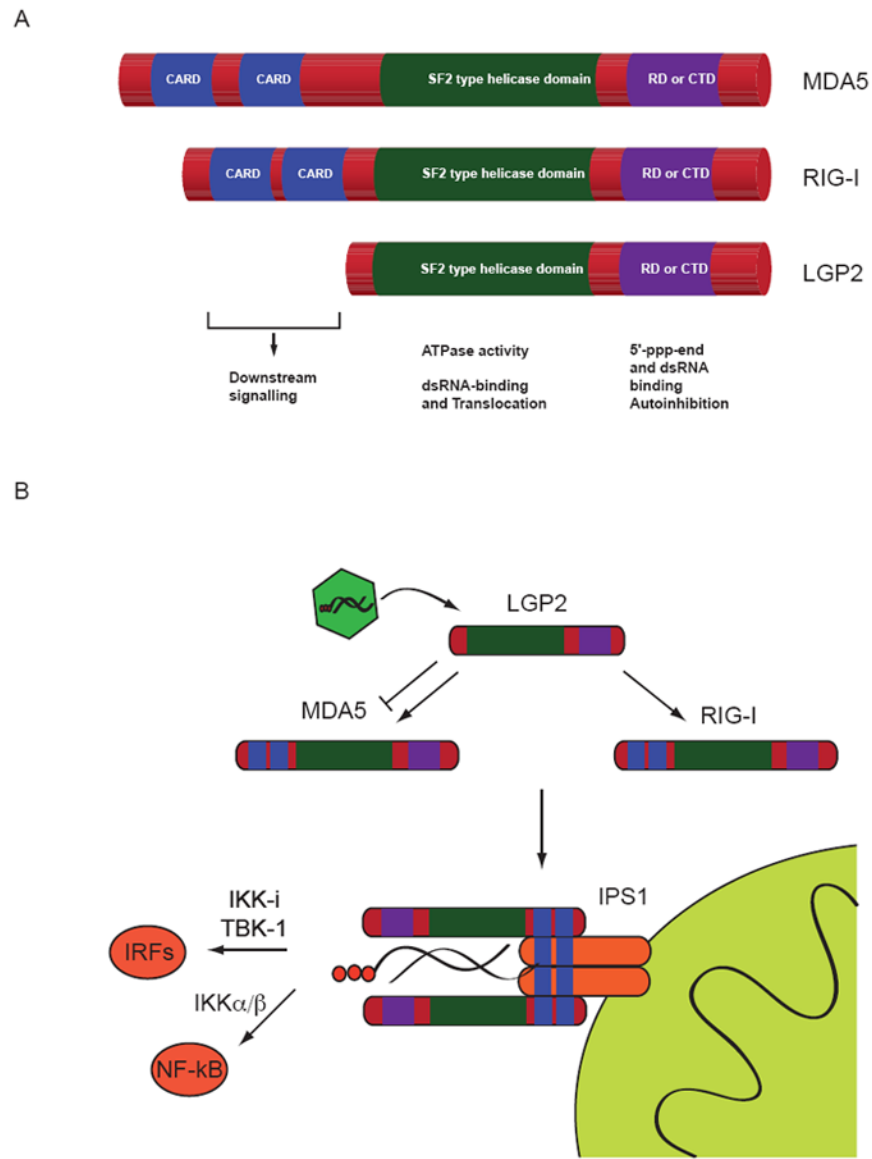 A
CARD
CARD
SF2 type helicase domain
RD or CTD
MDA5
CARD
CARD
SF2 type helicase domain
RD or CTD
RIG-I
SF2 type helicase domain
RD or CTD
LGP2
Downstream
signalling
ATPase activity
dsRNA-binding
and Translocation
5'-ppp-end
and dsRNA
binding
Autoinhibition
B
LGP2
MDA5
RIG-I
IPS1
IKK-i
TBK-1
IRFs
IKKα/β
NF-kB